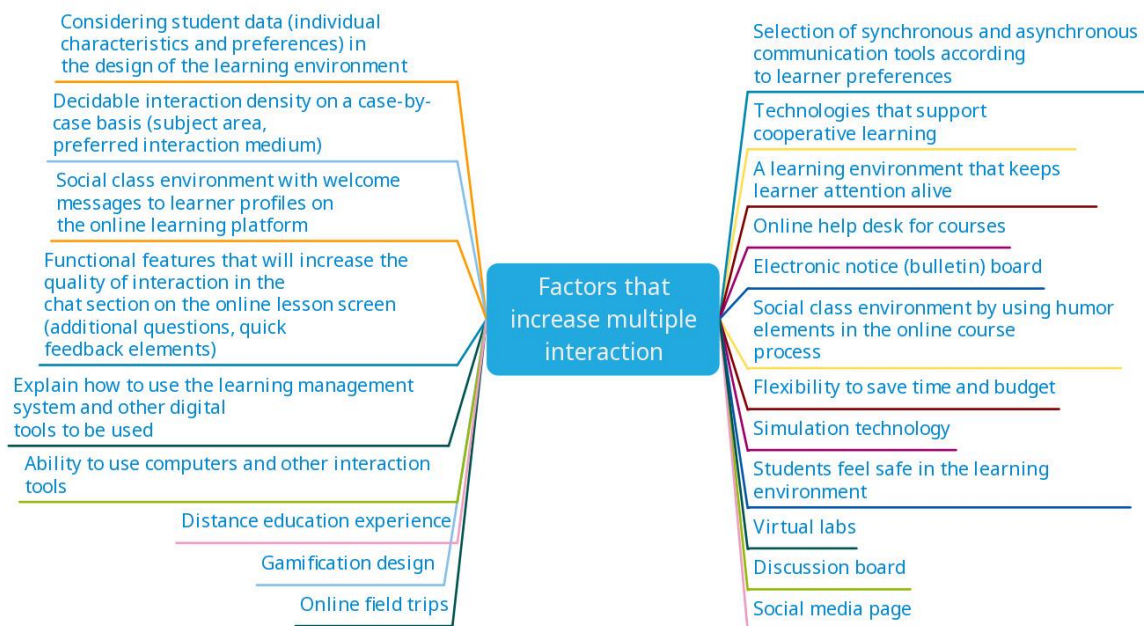 Considering student data (individual
characteristics and preferences) in
the design of the learning environment
Decidable interaction density on a case-by-
case basis (subject area,
preferred interaction medium)
Social class environment with welcome
messages to learner profiles on
the online learning platform
Functional features that will increase the
quality of interaction in the
chat section on the online lesson screen
(additional questions, quick
feedback elements)
Explain how to use the learning management
system and other digital
tools to be used
Ability to use computers and other interaction
tools
Distance education experience
Gamification design
Online field trips
Factors that
increase multiple
interaction
Selection of synchronous and asynchronous
communication tools according
to learner preferences
Technologies that support
cooperative learning
A learning environment that keeps
learner attention alive
Online help desk for courses
Electronic notice (bulletin) board
Social class environment by using humor
elements in the online course
process
Flexibility to save time and budget
Simulation technology
Students feel safe in the learning
environment
Virtual labs
Discussion board
Social media page